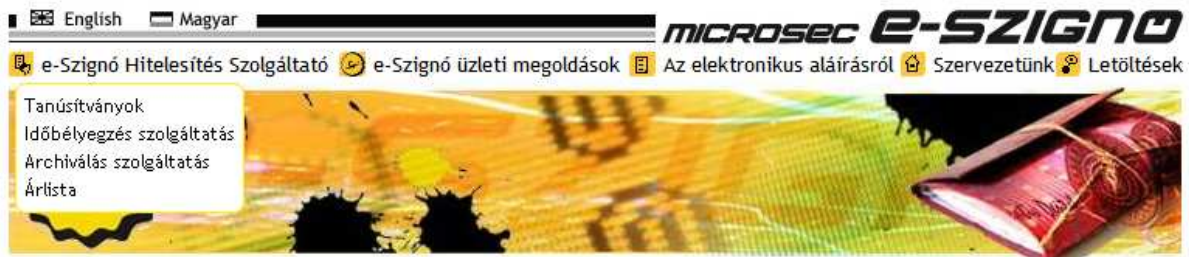 English Magyar
microsec e-SZIGNÓ
e-Szignó Hitelesítés Szolgáltató e-Szignó üzleti megoldások Az elektronikus aláírásról Szervezetünk Letöltések
Tanúsítványok
Időbélyegzés szolgáltatás
Archiválás szolgáltatás
Árlista